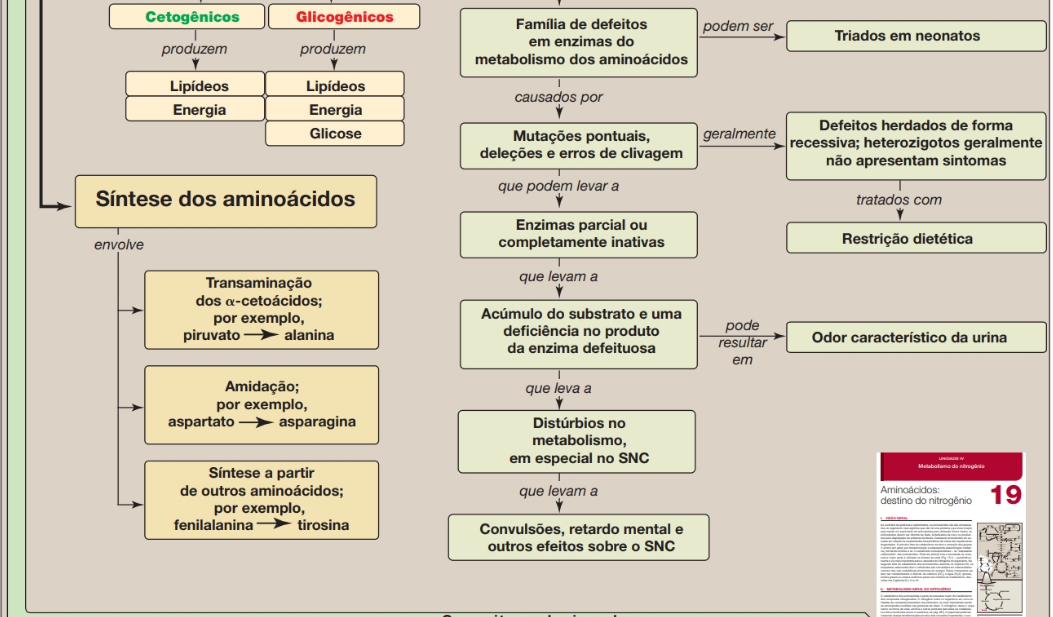 Cetogênicos
Glicogênicos
produzem
produzem
Lipídeos
Energia
Lipídeos
Energia
Glicose
Síntese dos aminoácidos
envolve
Transaminação
dos α-cetoácidos;
por exemplo,
piruvato → alanina
Amidação;
por exemplo,
aspartato → asparagina
Síntese a partir
de outros aminoácidos;
por exemplo,
fenilalanina → tirosina
Família de defeitos
em enzimas do
metabolismo dos aminoácidos
podem ser
Triados em neonatos
causados por
Mutações pontuais,
deleções e erros de clivagem
geralmente
Defeitos herdados de forma
recessiva; heterozigotos geralmente
não apresentam sintomas
tratados com
Restrição dietética
que podem levar a
Enzimas parcial ou
completamente inativas
que levam a
Acúmulo do substrato e uma
deficiência no produto
da enzima defeituosa
pode
resultar
em
Odor característico da urina
que leva a
Distúrbios no
metabolismo,
em especial no SNC
que levam a
Convulsões, retardo mental e
outros efeitos sobre o SNC
UNIDADE IV
Metabolismo do nitrogênio
Aminoácidos:
destino do nitrogênio
19